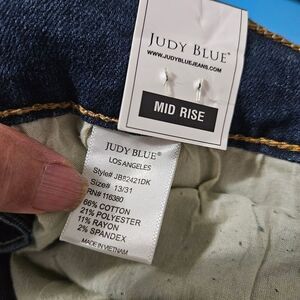 JUDY BLUE®
WWW.JUDYBLUEJEANS.COM
MID RISE
JUDY BLUE®
LOS ANGELES
Style# JB82421DK
Size# 13/31
RN# 116380
66% COTTON
21% POLYESTER
11% RAYON
2% SPANDEX
MADE IN VIETNAM